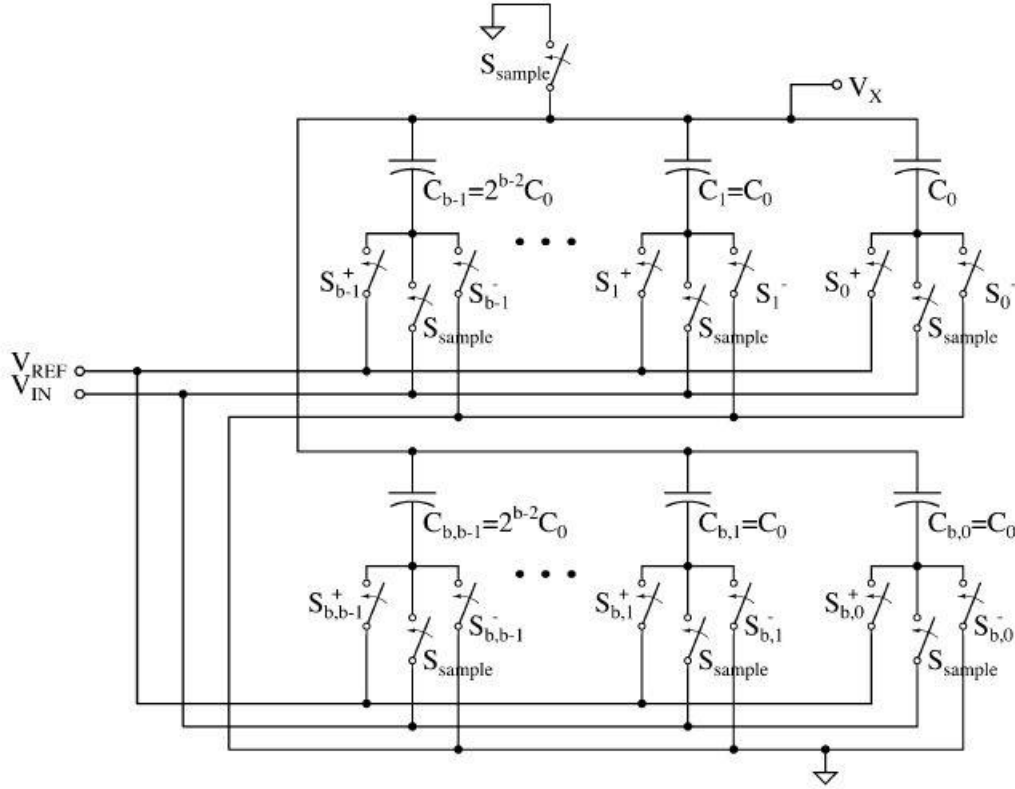 S_sample
V_X
C_b-1=2^b-2C_0 C_1=C_0 C_0
S_b-1^+ S_b-1^- S_1^+ S_1^- S_0^+ S_0^-
S_sample S_sample S_sample
V_REF
V_IN
C_b,b-1=2^b-2C_0 C_b,1=C_0 C_b,0=C_0
S_b,b-1^+ S_b,b-1^- S_b,1^+ S_b,1^- S_b,0^+ S_b,0^-
S_sample S_sample S_sample